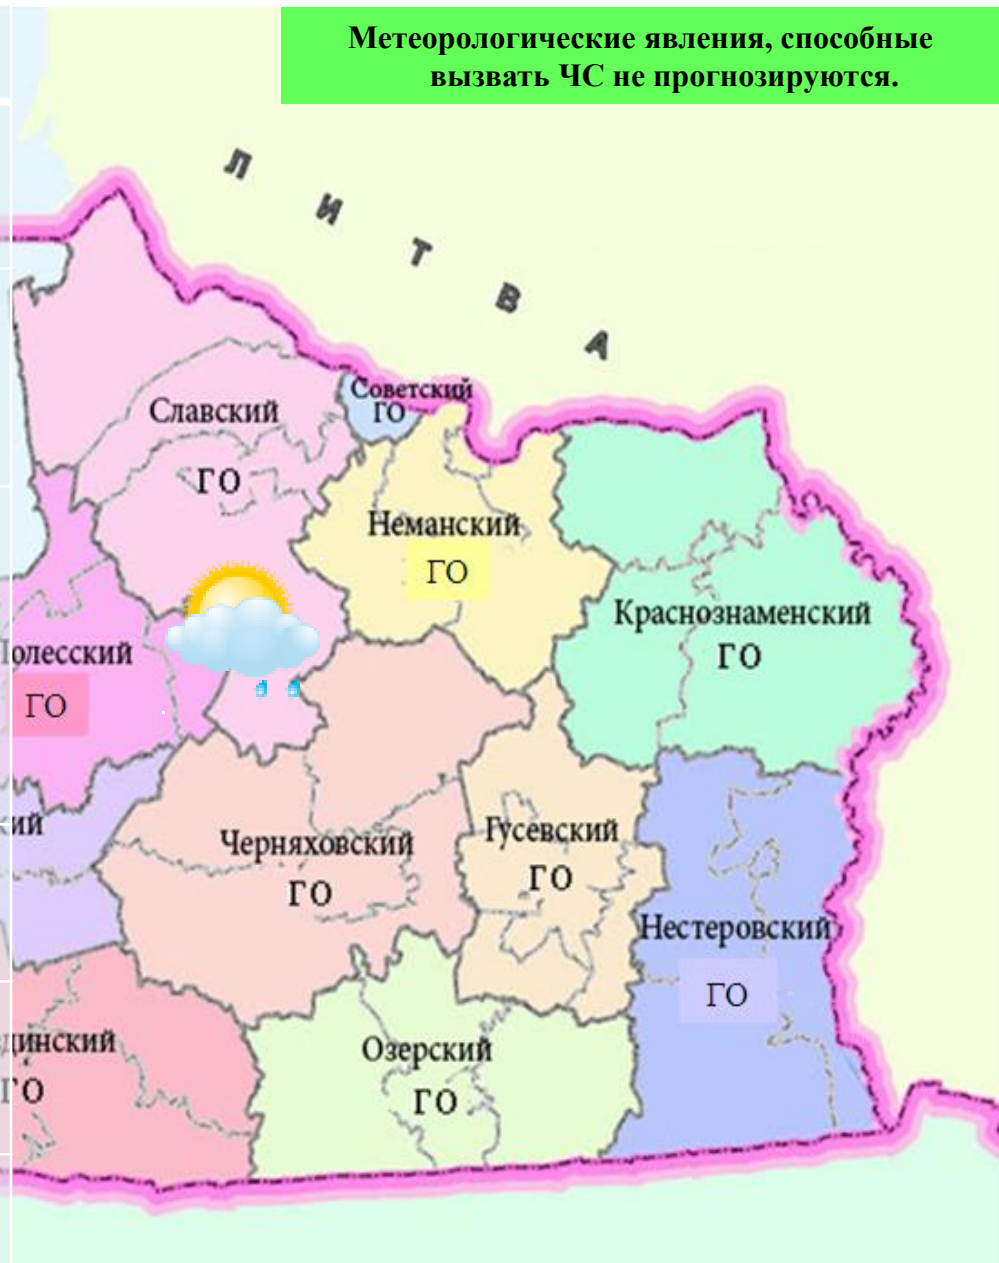 Метеорологические явления, способные
вызвать ЧС не прогнозируются.
Л И Т В А
Советский
ГО
Славский
ГО
Неманский
ГО
Краснознаменский
ГО
олесский
ГО
ий
Черняховский
ГО
Гусевский
ГО
Нестеровский
ГО
динский
ГО
Озерский
ГО